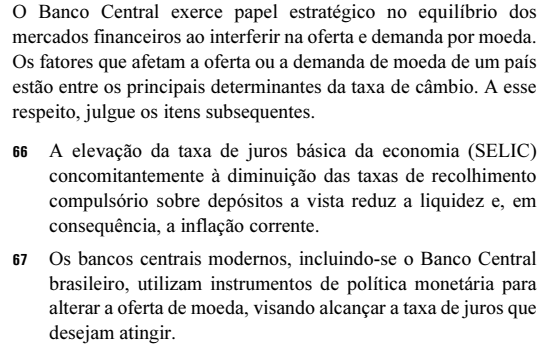 O Banco Central exerce papel estratégico no equilíbrio dos
mercados financeiros ao interferir na oferta e demanda por moeda.
Os fatores que afetam a oferta ou a demanda de moeda de um país
estão entre os principais determinantes da taxa de câmbio. A esse
respeito, julgue os itens subsequentes.
66 A elevação da taxa de juros básica da economia (SELIC)
concomitantemente à diminuição das taxas de recolhimento
compulsório sobre depósitos a vista reduz a liquidez e, em
consequência, a inflação corrente.
67 Os bancos centrais modernos, incluindo-se o Banco Central
brasileiro, utilizam instrumentos de política monetária para
alterar a oferta de moeda, visando alcançar a taxa de juros que
desejam atingir.